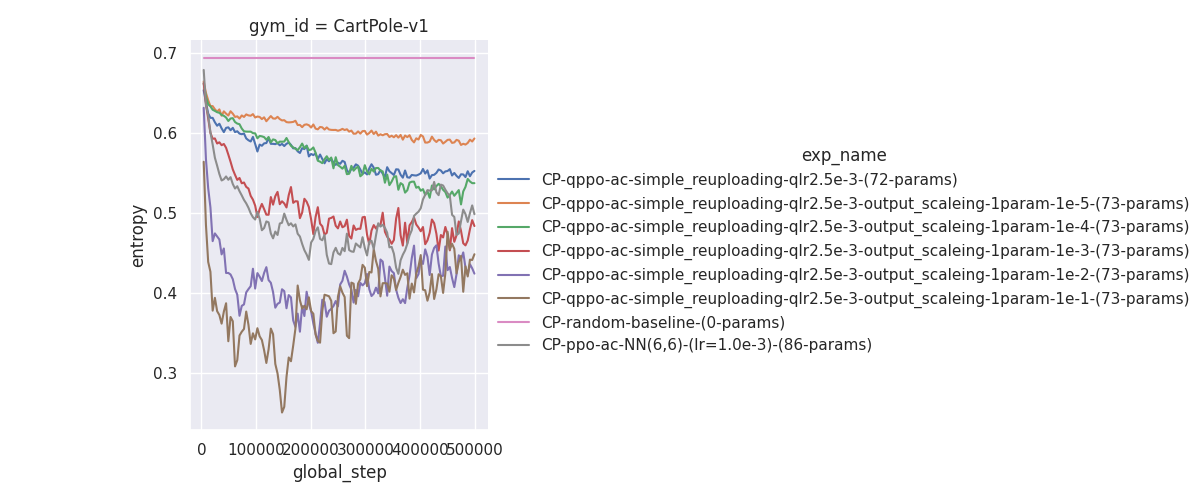 gym_id = CartPole-v1
0.7
0.6
0.5
0.4
0.3
entropy
0
100000
200000
300000
400000
500000
global_step
exp_name
CP-qppo-ac-simple_reuploading-qlr2.5e-3-(72-params)
CP-qppo-ac-simple_reuploading-qlr2.5e-3-output_scaleing-1param-1e-5-(73-params)
CP-qppo-ac-simple_reuploading-qlr2.5e-3-output_scaleing-1param-1e-4-(73-params)
CP-qppo-ac-simple_reuploading-qlr2.5e-3-output_scaleing-1param-1e-3-(73-params)
CP-qppo-ac-simple_reuploading-qlr2.5e-3-output_scaleing-1param-1e-2-(73-params)
CP-qppo-ac-simple_reuploading-qlr2.5e-3-output_scaleing-1param-1e-1-(73-params)
CP-random-baseline-(0-params)
CP-ppo-ac-NN(6,6)-(lr=1.0e-3)-(86-params)